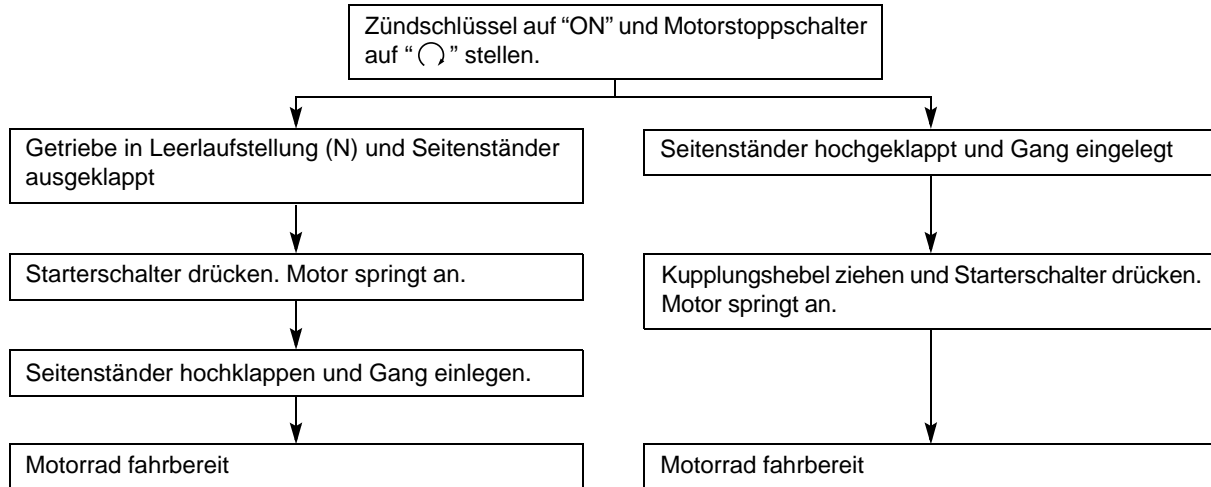 Zündschlüssel auf “ON” und Motorstoppschalter
auf “ ” stellen.
Getriebe in Leerlaufstellung (N) und Seitenständer
ausgeklappt
Starterschalter drücken. Motor springt an.
Seitenständer hochklappen und Gang einlegen.
Motorrad fahrbereit
Seitenständer hochgeklappt und Gang eingelegt
Kupplungshebel ziehen und Starterschalter drücken.
Motor springt an.
Motorrad fahrbereit